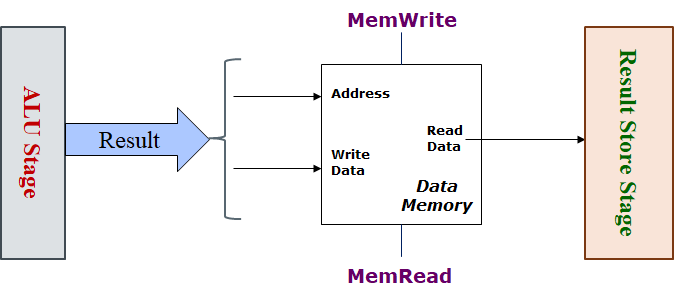 MemWrite
ALU Stage
Result
Address
Write
Data
Read
Data
Data
Memory
Result Store Stage
MemRead